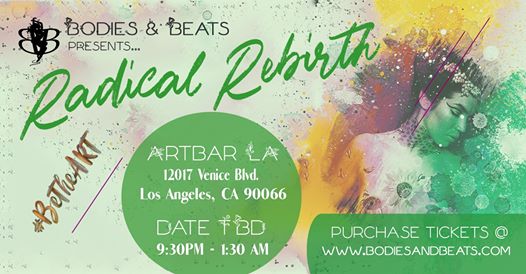 BODIES & BEATS
PRESENTS...
Radical Rebirth
#BeTheART
ARTBAR LA
12017 Venice Blvd.
Los Angeles, CA 90066
DATE TBD
9:30PM - 1:30 AM
PURCHASE TICKETS @
WWW.BODIESANDBEATS.COM